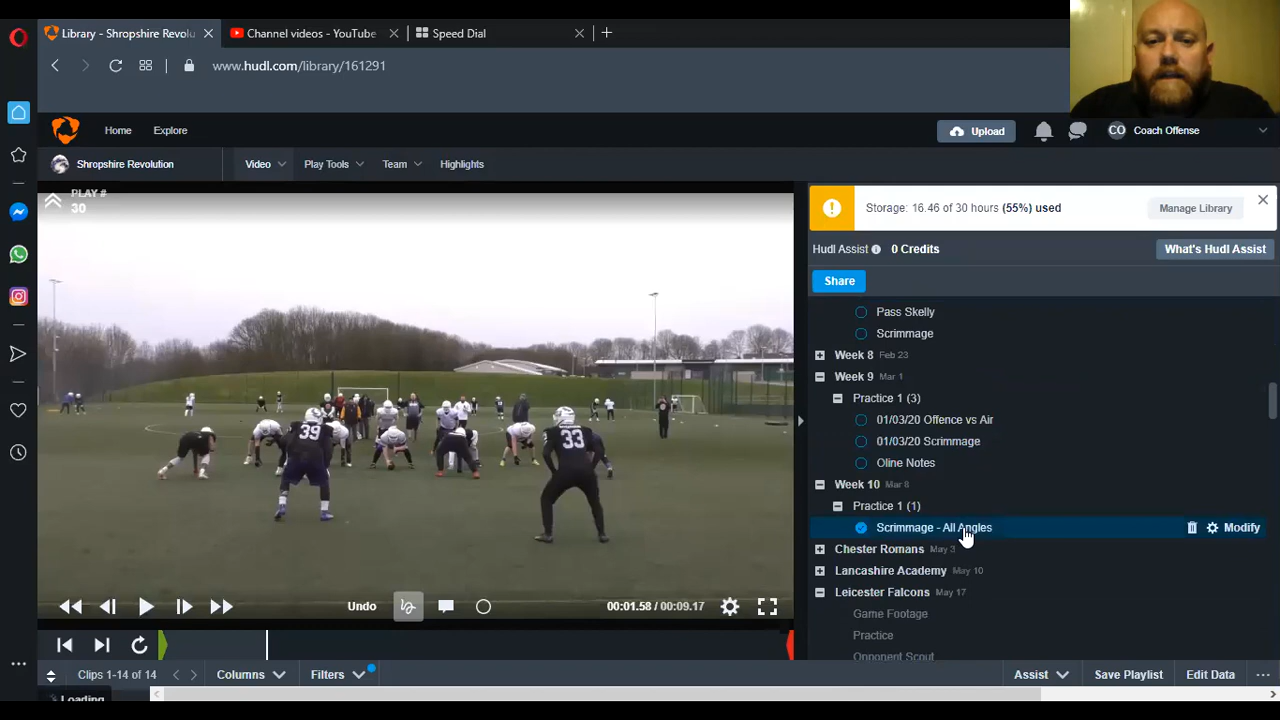 Library - Shropshire Revolu
Channel videos - YouTube
Speed Dial
www.hudl.com/library/161291
Home
Explore
Upload
CO
Coach Offense
Shropshire Revolution
Video
Play Tools
Team
Highlights
PLAY #
30
Storage: 16.46 of 30 hours (55%) used
Manage Library
Hudl Assist
0 Credits
What's Hudl Assist
Share
Pass Skelly
Scrimmage
Week 8 Feb 23
Week 9 Mar 1
Practice 1 (3)
01/03/20 Offence vs Air
01/03/20 Scrimmage
Oline Notes
Week 10 Mar 8
Practice 1 (1)
Scrimmage - All Angles
Modify
Chester Romans May 3
Lancashire Academy May 10
Leicester Falcons May 17
Game Footage
Practice
Opponent Scout
39
33
Undo
00:01.58 / 00:09.17
Clips 1-14 of 14
Columns
Filters
Assist
Save Playlist
Edit Data
Loading